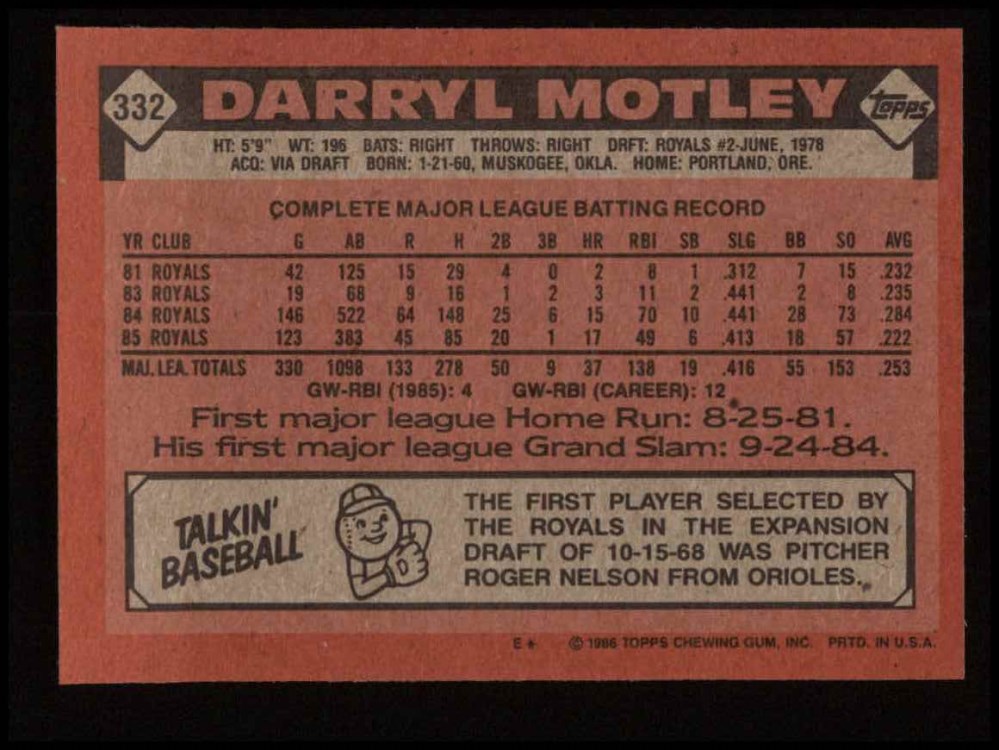 332 DARRYL MOTLEY Topps
HT: 5'9" WT: 196 BATS: RIGHT THROWS: RIGHT DRFT: ROYALS #2-JUNE, 1978
ACQ: VIA DRAFT BORN: 1-21-60, MUSKOGEE, OKLA. HOME: PORTLAND, ORE.
COMPLETE MAJOR LEAGUE BATTING RECORD
YR CLUB G AB R H 2B 3B HR RBI SB SLG BB SO AVG
81 ROYALS 42 125 15 29 4 0 2 8 1 .312 7 15 .232
83 ROYALS 19 68 9 16 1 2 3 11 2 .441 2 8 .235
84 ROYALS 146 522 64 148 25 6 15 70 10 .441 28 73 .284
85 ROYALS 123 383 45 85 20 1 17 49 6 .413 18 57 .222
MAJ. LEA. TOTALS 330 1098 133 278 50 9 37 138 19 .416 55 153 .253
GW-RBI (1985): 4 GW-RBI (CAREER): 12
First major league Home Run: 8-25-81.
His first major league Grand Slam: 9-24-84.
TALKIN'
BASEBALL
THE FIRST PLAYER SELECTED BY
THE ROYALS IN THE EXPANSION
DRAFT OF 10-15-68 WAS PITCHER
ROGER NELSON FROM ORIOLES.
E* © 1986 TOPPS CHEWING GUM, INC. PRTD. IN U.S.A.